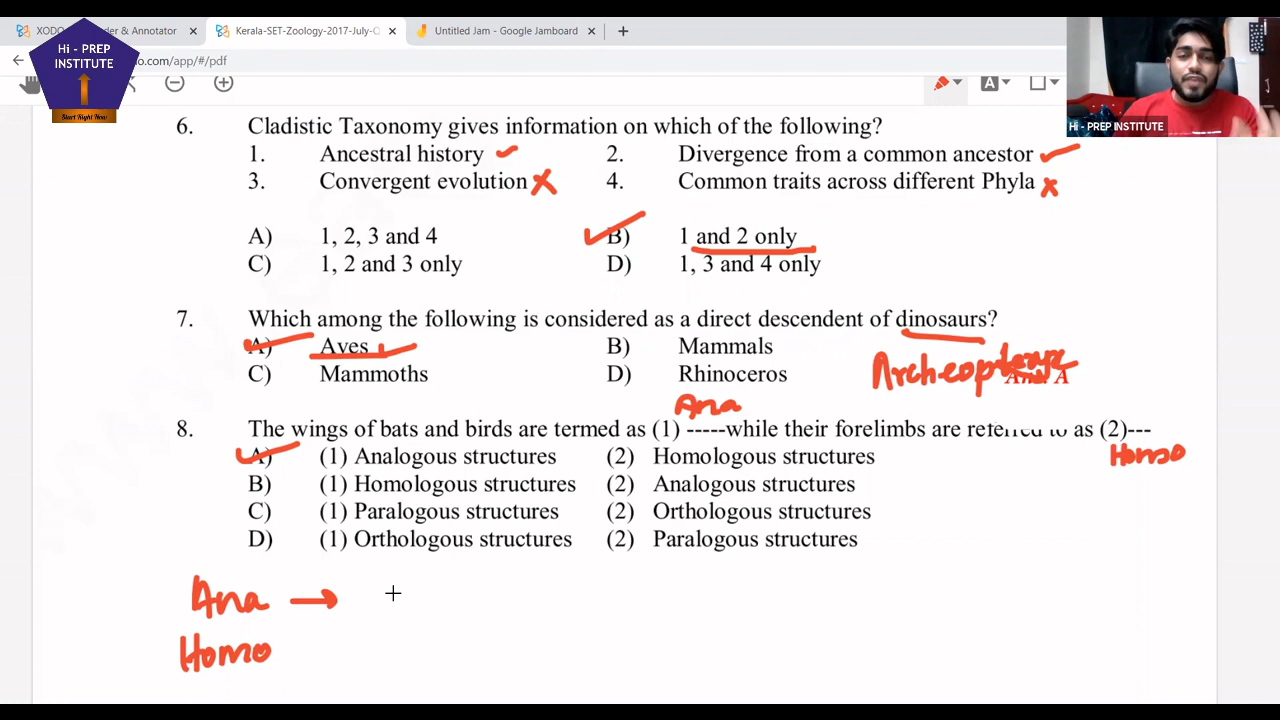 XODO
der & Annotator
Kerala-SET-Zoology-2017-July-Q
Untitled Jam - Google Jamboard
Hi - PREP
INSTITUTE
Start Right Now
o.com/app/#/pdf
Hi - PREP INSTITUTE
6. Cladistic Taxonomy gives information on which of the following?
1. Ancestral history 2. Divergence from a common ancestor
3. Convergent evolution 4. Common traits across different Phyla
A) 1, 2, 3 and 4 B) 1 and 2 only
C) 1, 2 and 3 only D) 1, 3 and 4 only
7. Which among the following is considered as a direct descendent of dinosaurs?
A) Aves B) Mammals
C) Mammoths D) Rhinoceros
Ans. A
Ana
8. The wings of bats and birds are termed as (1) -----while their forelimbs are referred to as (2)---
Homo
A) (1) Analogous structures (2) Homologous structures
B) (1) Homologous structures (2) Analogous structures
C) (1) Paralogous structures (2) Orthologous structures
D) (1) Orthologous structures (2) Paralogous structures
Ana →
Homo